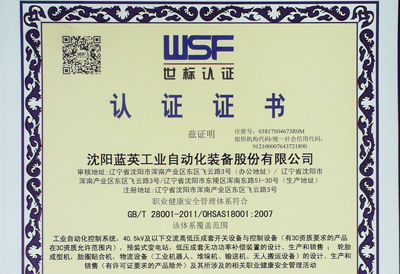 WSF
世标认证
认证证书
兹证明
注册号：03817S04673R0M
组织机构代码/统一社会信用代码：
912100007643721890
沈阳蓝英工业自动化装备股份有限公司
审核地址:辽宁省沈阳市浑南产业区东区飞云路3号（办公地址）/ 辽宁省沈阳市
浑南产业区东区飞云路3号/辽宁省沈阳市东陵区浑南东路51-30号（生产地址）
注册地址:辽宁省沈阳市浑南产业区东区飞云路3号
职业健康安全管理体系符合
GB/T 28001-2011/OHSAS18001:2007
该体系覆盖范围
工业自动化控制系统，40.5kV及以下交流高低压成套开关设备与控制设备（有3C资质要求的产品
在3C资质允许范围内），预装式变电站，低压成套无功功率补偿装置的设计、生产和销售； 轮胎
成型机，胎圈贴合机，物流设备（工业机器人、堆垛机、输送机、无人搬运设备）的设计、生产和
销售（有许可证要求的产品除外）及其所涉及的相关职业健康安全管理活动